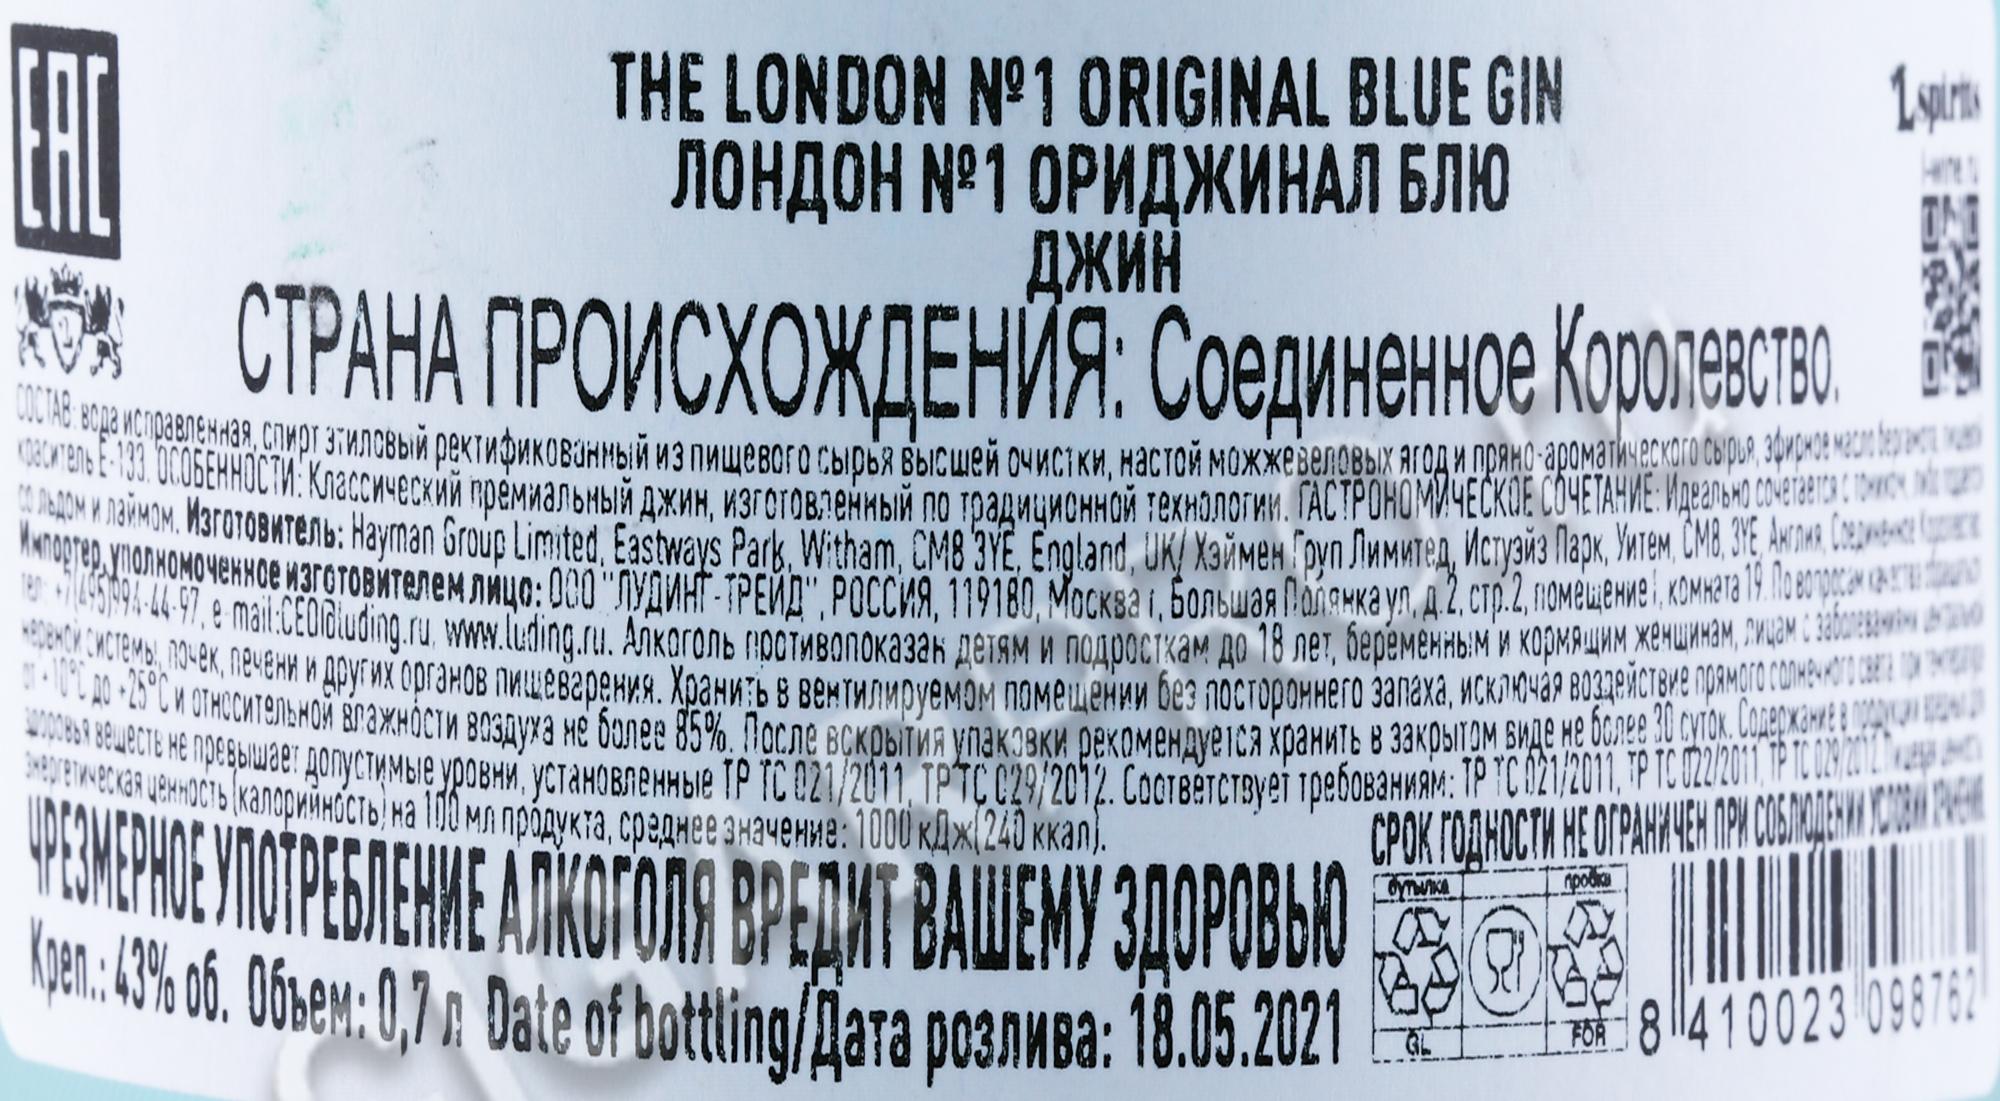 EAC
THE LONDON №1 ORIGINAL BLUE GIN
ЛОНДОН №1 ОРИДЖИНАЛ БЛЮ
ДЖИН
Lspirits
l-wine.ru
СТРАНА ПРОИСХОЖДЕНИЯ: Соединенное Королевство.
СОСТАВ: вода исправленная, спирт этиловый ректификованный из пищевого сырья высшей очистки, настой можжевеловых ягод и пряно-ароматического сырья, эфирное масло бергамота, пищевой
краситель Е-133. ОСОБЕННОСТИ: Классический премиальный джин, изготовленный по традиционной технологии. ГАСТРОНОМИЧЕСКОЕ СОЧЕТАНИЕ: Идеально сочетается с тоником, либо подается
со льдом и лаймом. Изготовитель: Hayman Group Limited, Eastways Park, Witham, CM8 3YE, England, UK/ Хэймен Груп Лимитед, Истуэйз Парк, Уитем, СМ8, 3YE, Англия, Соединенное Королевство.
Импортер, уполномоченное изготовителем лицо: ООО "ЛУДИНГ-ТРЕЙД", РОССИЯ, 119180, Москва г, Большая Полянка ул, д.2, стр.2, помещение I, комната 19. По вопросам качества обращаться
тел: +7(495)994-44-97, e-mail:CEO@luding.ru, www.luding.ru. Алкоголь противопоказан детям и подросткам до 18 лет, беременным и кормящим женщинам, лицам с заболеваниями центральной
нервной системы, почек, печени и других органов пищеварения. Хранить в вентилируемом помещении без постороннего запаха, исключая воздействие прямого солнечного света при температуре
от -10°С до +25°С и относительной влажности воздуха не более 85%. После вскрытия упаковки рекомендуется хранить в закрытом виде не более 30 суток. Содержание в продукции вредных для
здоровья веществ не превышает допустимые уровни, установленные ТР ТС 021/2011, ТР ТС 029/2012. Соответствует требованиям: ТР ТС 021/2011, ТР ТС 022/2011, ТР ТС 029/2012. Пищевая ценность
энергетическая ценность (калорийность) на 100 мл продукта, среднее значение: 1000 кДж(240 ккал).
СРОК ГОДНОСТИ НЕ ОГРАНИЧЕН ПРИ СОБЛЮДЕНИИ УСЛОВИЙ ХРАНЕНИЯ
ЧРЕЗМЕРНОЕ УПОТРЕБЛЕНИЕ АЛКОГОЛЯ ВРЕДИТ ВАШЕМУ ЗДОРОВЬЮ
Креп.: 43% об. Объем: 0,7 л Date of bottling/Дата розлива: 18.05.2021
бутылка пробка
GL FOR
8 410023 098762
CIGARPRO.RU